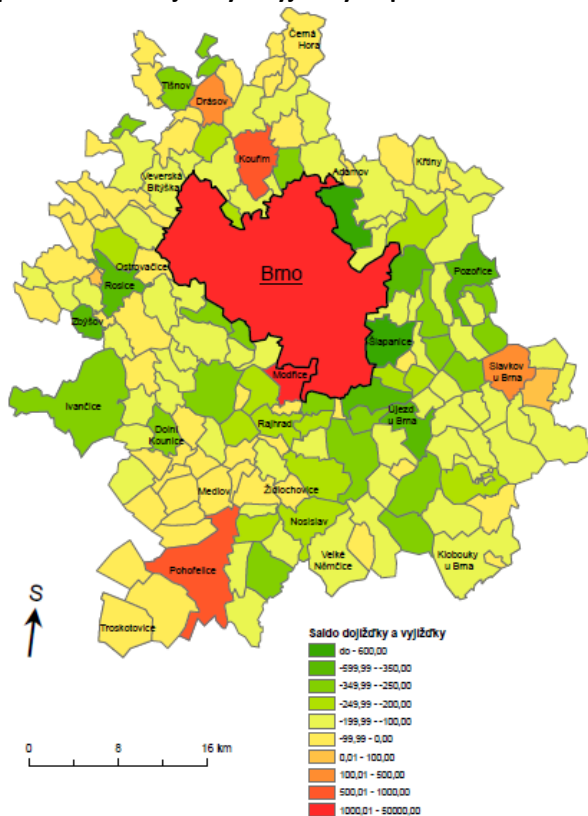 Černá
Hora
Tišnov
Drásov
Kouřim
Adamov
Křtiny
Veverská
Bítýška
Brno
Ostrovačice
Rosice
Pozořice
Zbýšov
Šlapanice
Slavkov
u Brna
Modřice
Ivančice
Újezd
u Brna
Dolní
Kounice
Rajhrad
Medlov
Židlochovice
Nosislav
Pohořelice
Velké
Němčice
Klobouky
u Brna
Troskotovice
S
Saldo dojížďky a vyjížďky
do - 600,00
-599,99 - -350,00
-349,99 - -250,00
-249,99 - -200,00
-199,99 - -100,00
-99,99 - 0,00
0,01 - 100,00
100,01 - 500,00
500,01 - 1000,00
1000,01 - 50000,00
0 8 16 km